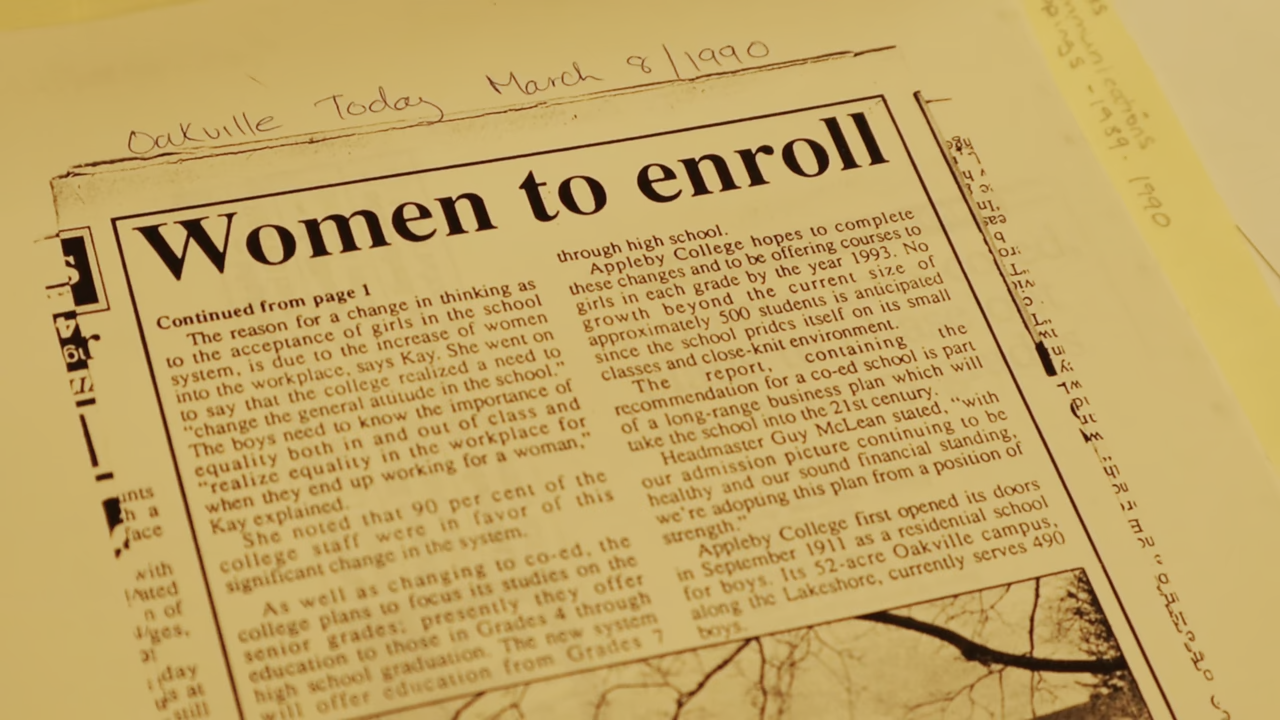 Oakville Today March 8/1990
Women to enroll
Continued from page 1
The reason for a change in thinking as
to the acceptance of girls in the school
system, is due to the increase of women
into the workplace, says Kay. She went on
to say that the college realized a need to
"change the general attitude in the school."
The boys need to know the importance of
equality both in and out of class and
"realize equality in the workplace for
when they end up working for a woman,"
Kay explained.
She noted that 90 per cent of the
college staff were in favor of this
significant change in the system.
As well as changing to co-ed, the
college plans to focus its studies on the
senior grades; presently they offer
education to those in Grades 4 through
high school graduation. The new system
will offer education from Grades 7
through high school.
Appleby College hopes to complete
these changes and to be offering courses to
girls in each grade by the year 1993. No
growth beyond the current size of
approximately 500 students is anticipated
since the school prides itself on its small
classes and close-knit environment.
The report, containing the
recommendation for a co-ed school is part
of a long-range business plan which will
take the school into the 21st century.
Headmaster Guy McLean stated, "with
our admission picture continuing to be
healthy and our sound financial standing,
we're adopting this plan from a position of
strength."
Appleby College first opened its doors
in September 1911 as a residential school
for boys. Its 52-acre Oakville campus,
along the Lakeshore, currently serves 490
boys.
face
with
n of
day
still
1989. 1990